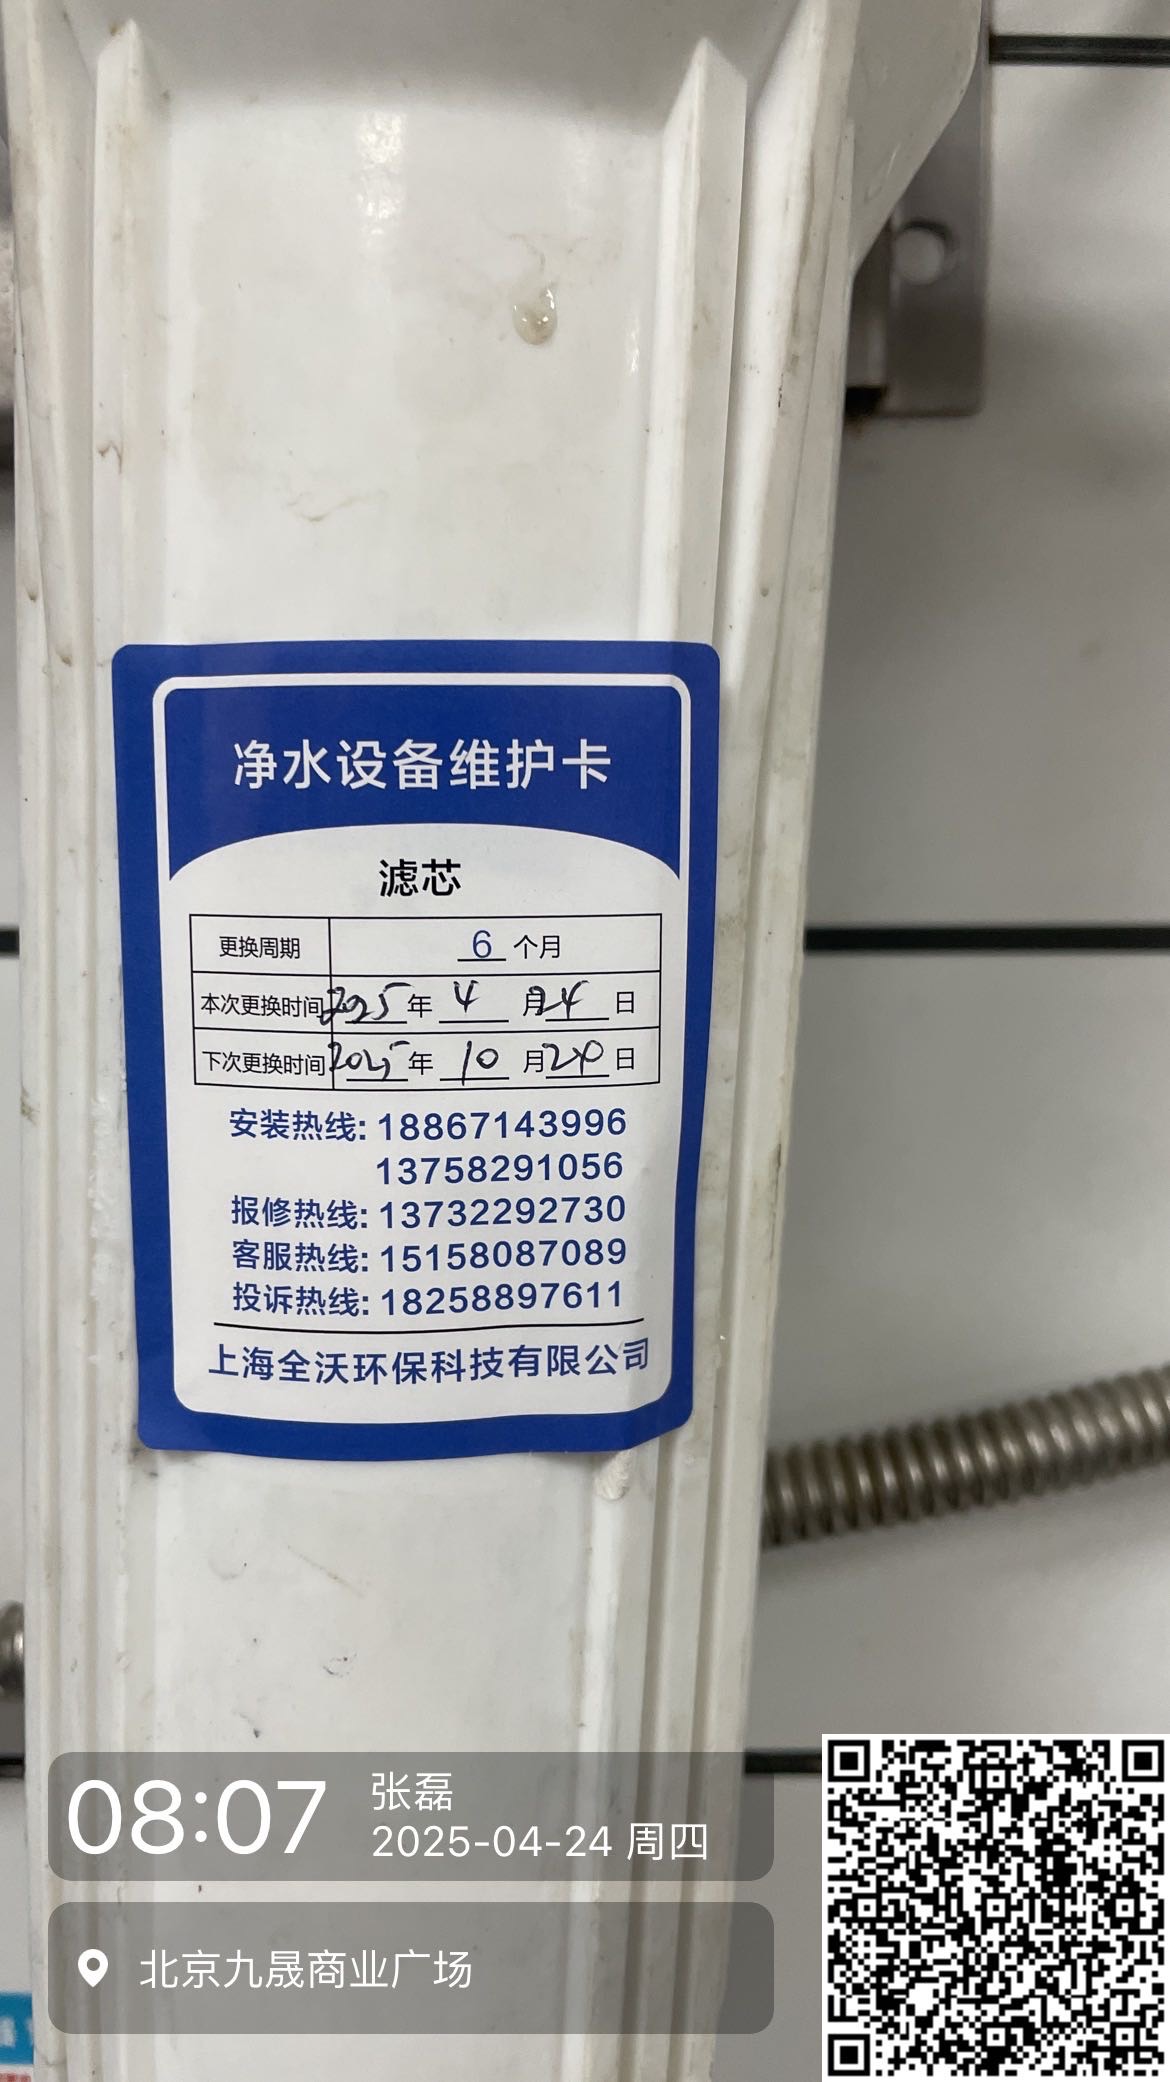 净水设备维护卡
滤芯
更换周期 6 个月
本次更换时间 2025 年 4 月 24 日
下次更换时间 2025 年 10 月 24 日
安装热线: 18867143996
13758291056
报修热线: 13732292730
客服热线: 15158087089
投诉热线: 18258897611
上海全沃环保科技有限公司
08:07
张磊
2025-04-24 周四
北京九晟商业广场